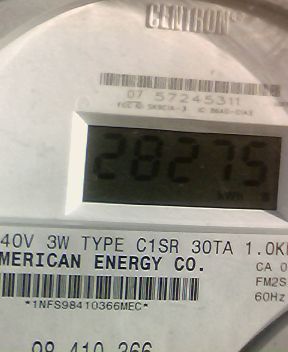 CENTRON
07 57245311
28275
kWh
40V 3W TYPE C1SR 30TA 1.0K
MERICAN ENERGY CO.
CA 0
FM2S
60Hz
*1NFS98410366MEC*
98 410 366